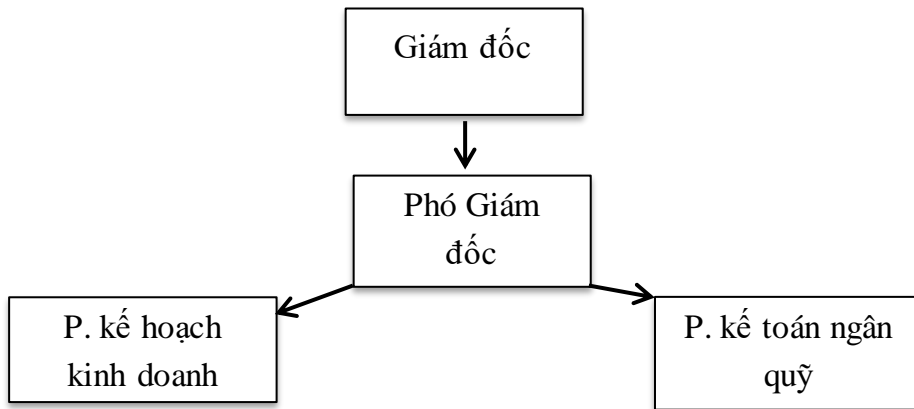 Giám đốc
Phó Giám
đốc
P. kế hoạch
kinh doanh
P. kế toán ngân
quỹ